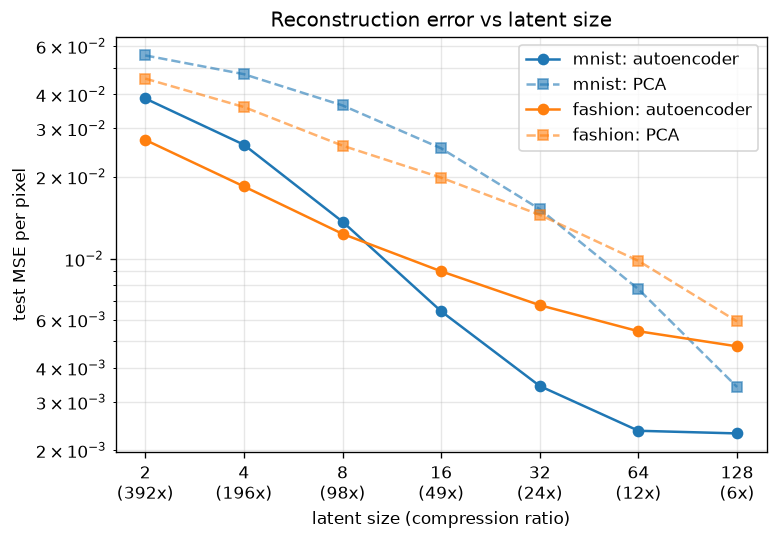 Reconstruction error vs latent size
mnist: autoencoder
mnist: PCA
fashion: autoencoder
fashion: PCA
test MSE per pixel
6 × 10⁻²
4 × 10⁻²
3 × 10⁻²
2 × 10⁻²
10⁻²
6 × 10⁻³
4 × 10⁻³
3 × 10⁻³
2 × 10⁻³
2 4 8 16 32 64 128
(392x) (196x) (98x) (49x) (24x) (12x) (6x)
latent size (compression ratio)